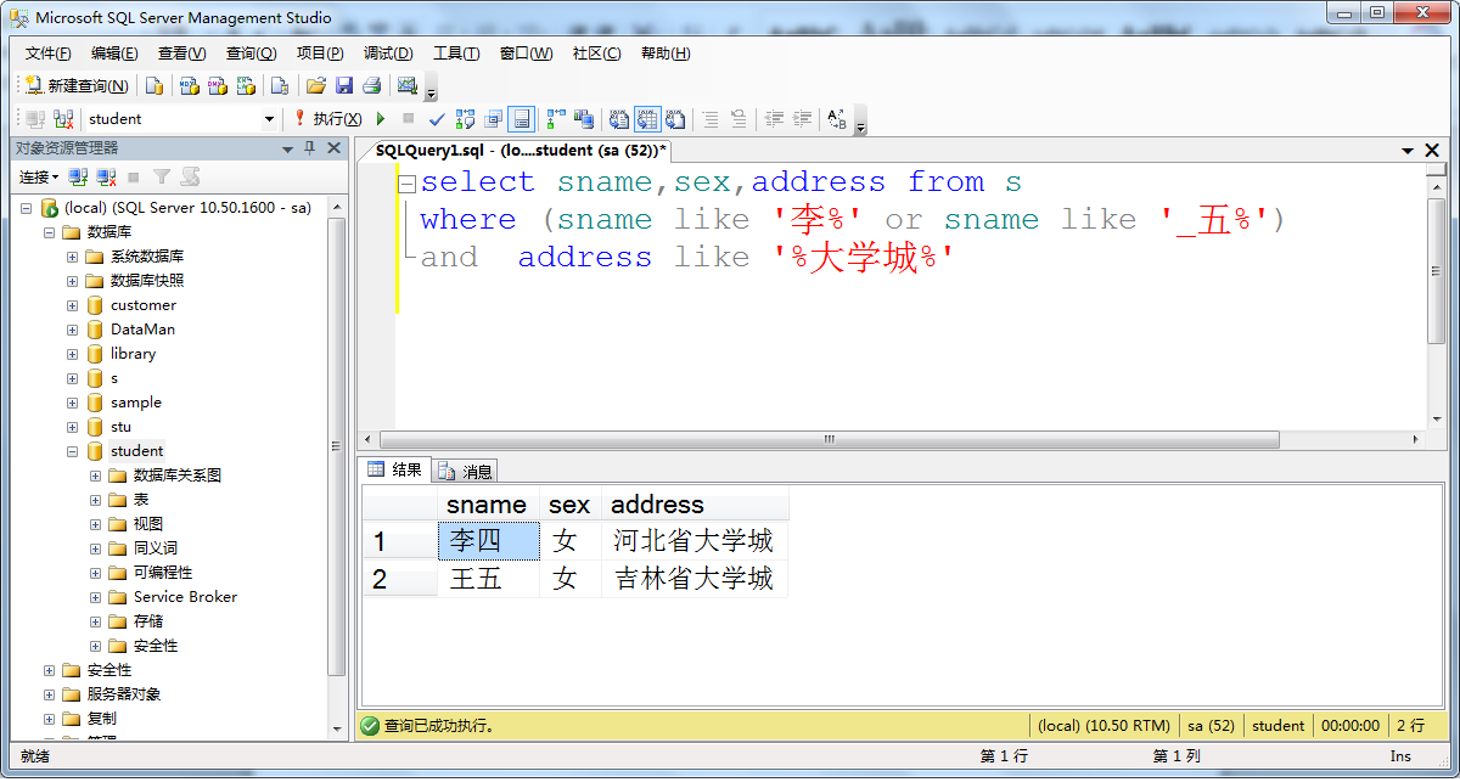 Microsoft SQL Server Management Studio
文件(F) 编辑(E) 查看(V) 查询(Q) 项目(P) 调试(D) 工具(T) 窗口(W) 社区(C) 帮助(H)
新建查询(N)
student 执行(X)
对象资源管理器
连接
(local) (SQL Server 10.50.1600 - sa)
数据库
系统数据库
数据库快照
customer
DataMan
library
s
sample
stu
student
数据库关系图
表
视图
同义词
可编程性
Service Broker
存储
安全性
安全性
服务器对象
复制
SQLQuery1.sql - (lo....student (sa (52))*
select sname,sex,address from s
where (sname like '李%' or sname like '_五%')
and address like '%大学城%'
结果 消息
sname sex address
1 李四 女 河北省大学城
2 王五 女 吉林省大学城
查询已成功执行。 (local) (10.50 RTM) sa (52) student 00:00:00 2 行
就绪 第 1 行 第 1 列 Ins